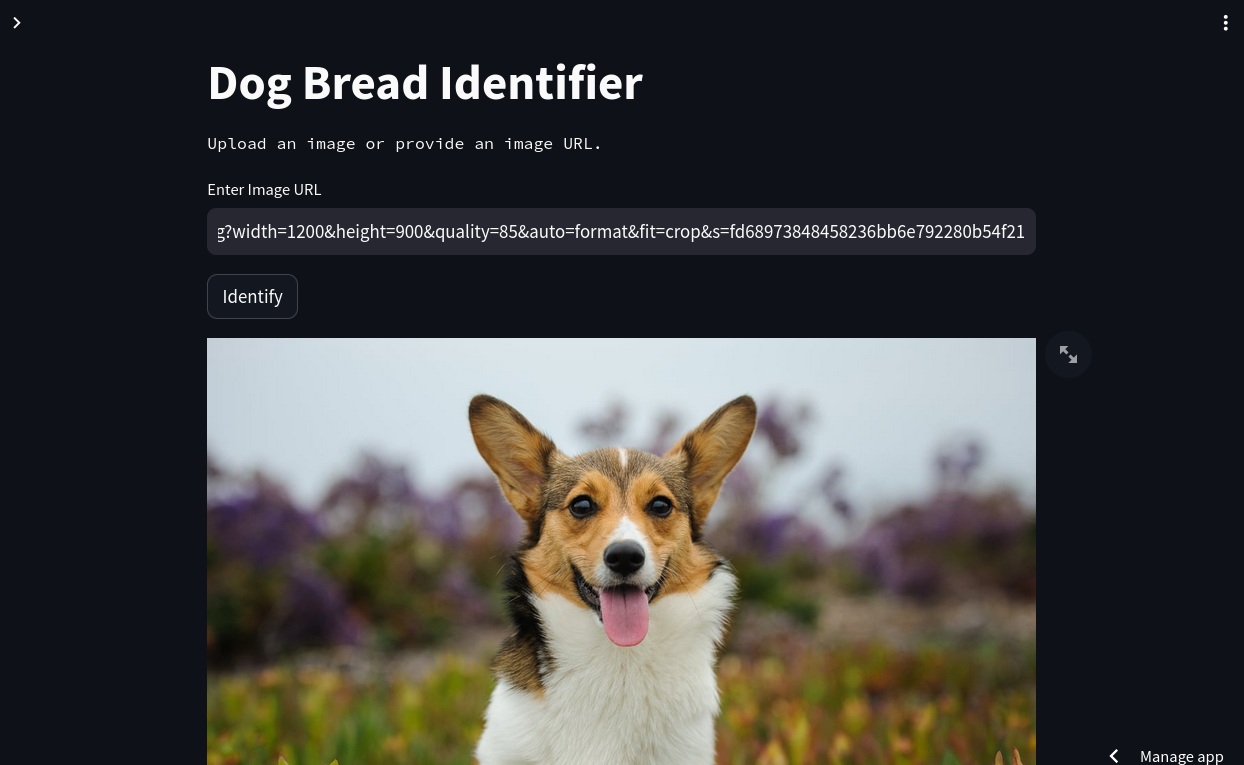 Dog Bread Identifier
Upload an image or provide an image URL.
Enter Image URL
g?width=1200&height=900&quality=85&auto=format&fit=crop&s=fd68973848458236bb6e792280b54f21
Identify
Manage app